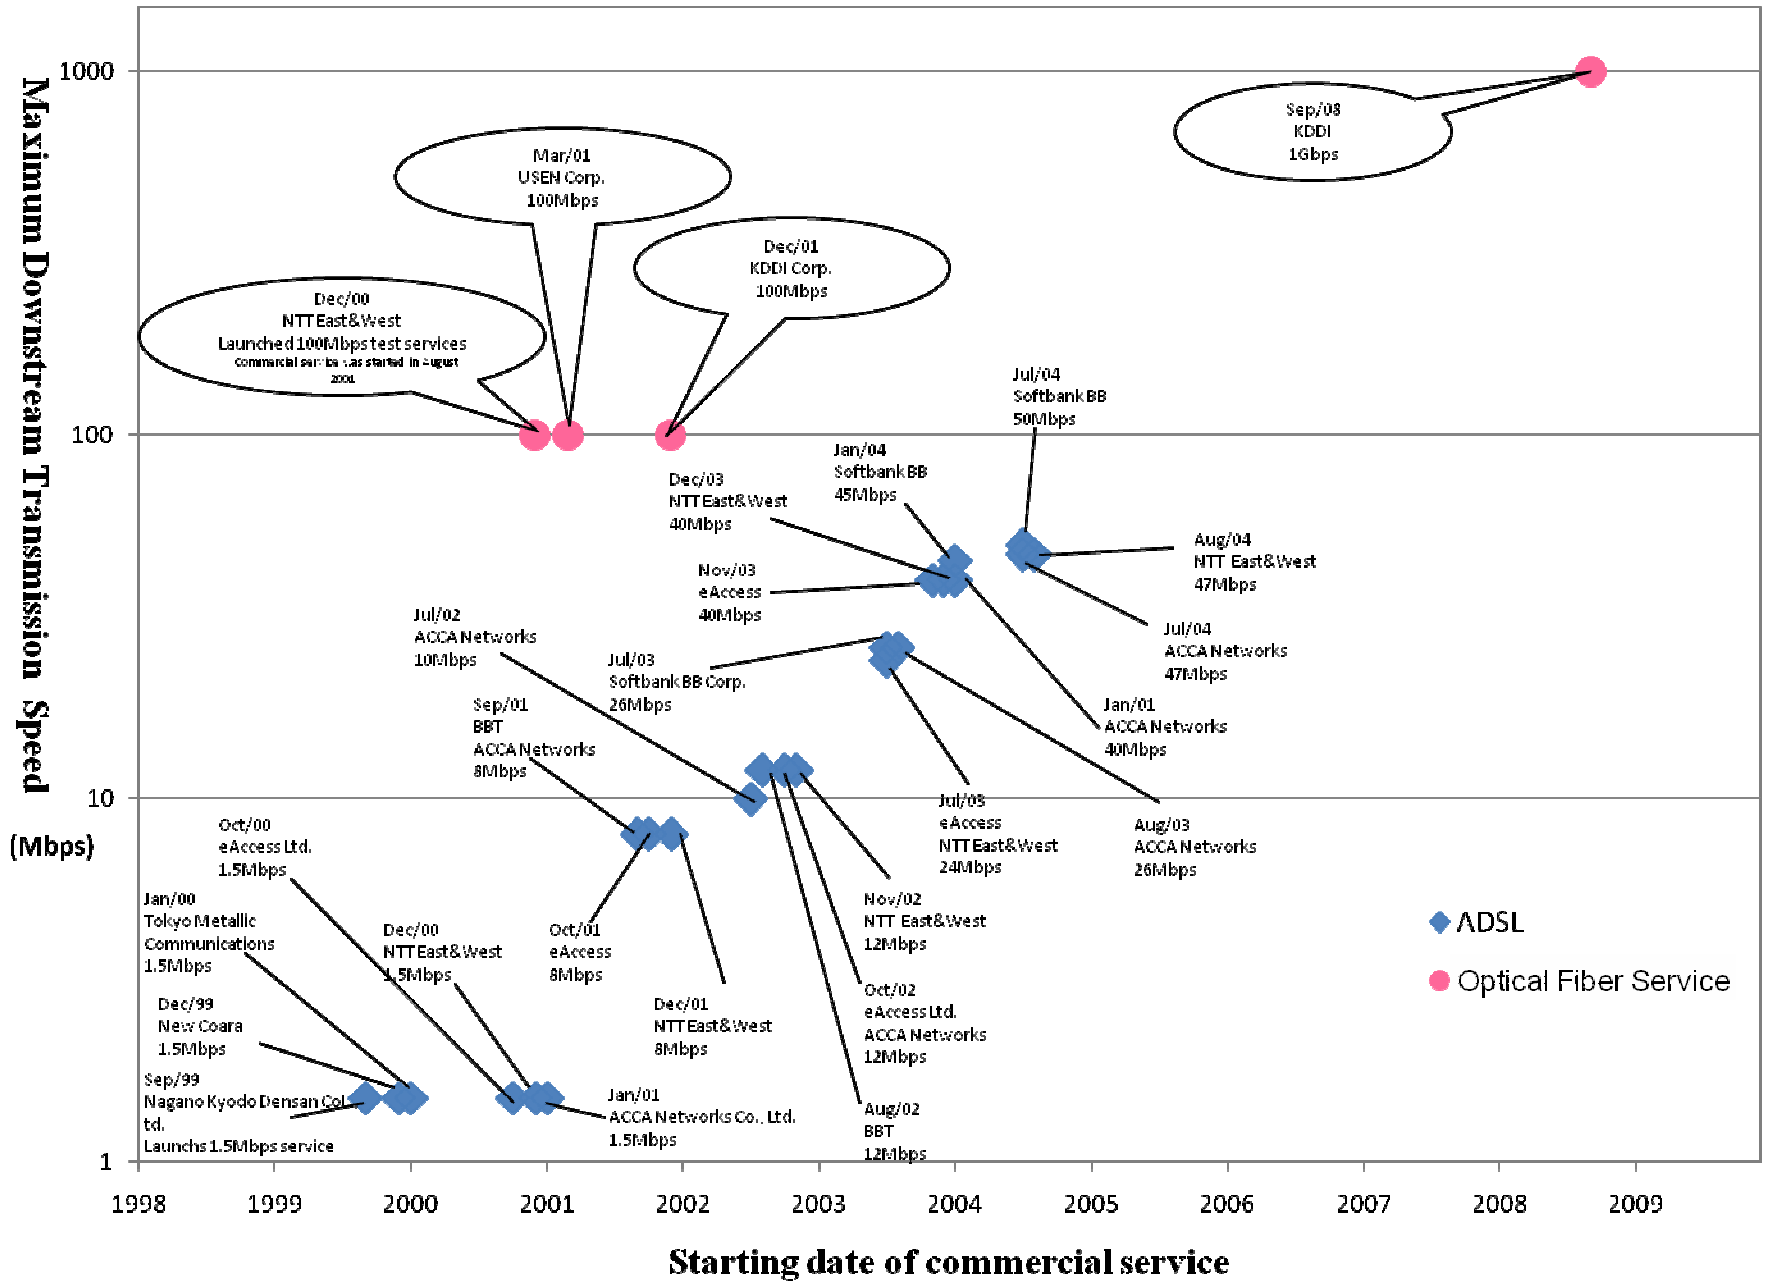 Maximum Downstream Transmission Speed
(Mbps)
1000
100
10
1
Sep/08
KDDI
1Gbps
Mar/01
USEN Corp.
100Mbps
Dec/01
KDDI Corp.
100Mbps
Dec/00
NTT East&West
Launched 100Mbps test services
Commercial service was started in August
2001
Jul/04
Softbank BB
50Mbps
Jan/04
Softbank BB
45Mbps
Dec/03
NTT East&West
40Mbps
Aug/04
NTT East&West
47Mbps
Nov/03
eAccess
40Mbps
Jul/02
ACCA Networks
10Mbps
Jul/04
ACCA Networks
47Mbps
Jul/03
Softbank BB Corp.
26Mbps
Sep/01
BBT
ACCA Networks
8Mbps
Jan/01
ACCA Networks
40Mbps
Jul/03
eAccess
NTT East&West
24Mbps
Aug/03
ACCA Networks
26Mbps
Oct/00
eAccess Ltd.
1.5Mbps
Jan/00
Tokyo Metallic
Communications
1.5Mbps
Dec/00
NTT East&West
1.5Mbps
Oct/01
eAccess
8Mbps
Nov/02
NTT East&West
12Mbps
Dec/99
New Coara
1.5Mbps
Dec/01
NTT East&West
8Mbps
Oct/02
eAccess Ltd.
ACCA Networks
12Mbps
Sep/99
Nagano Kyodo Densan Co.L
td.
Launchs 1.5Mbps service
Jan/01
ACCA Networks Co., Ltd.
1.5Mbps
Aug/02
BBT
12Mbps
ADSL
Optical Fiber Service
1998 1999 2000 2001 2002 2003 2004 2005 2006 2007 2008 2009
Starting date of commercial service